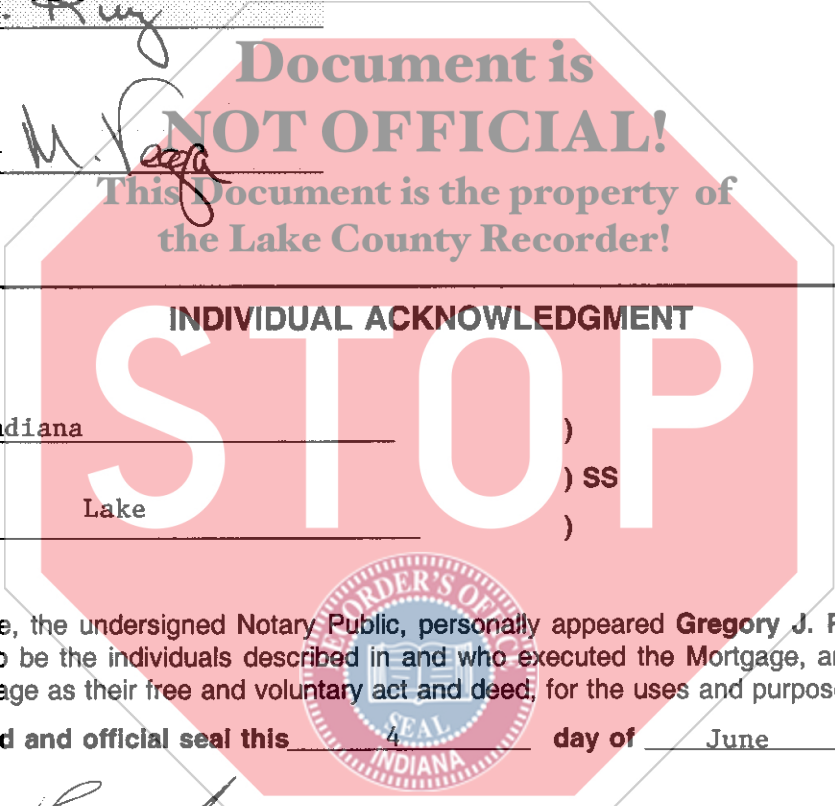 . Ruiz
Document is
NOT OFFICIAL!
M. Vega
This Document is the property of
the Lake County Recorder!
INDIVIDUAL ACKNOWLEDGMENT
ndiana )
) SS
Lake )
STOP
RECORDER'S OFFICE
e, the undersigned Notary Public, personally appeared Gregory J. R
o be the individuals described in and who executed the Mortgage, an
age as their free and voluntary act and deed, for the uses and purpose
d and official seal this 4 day of June
SEAL
INDIANA